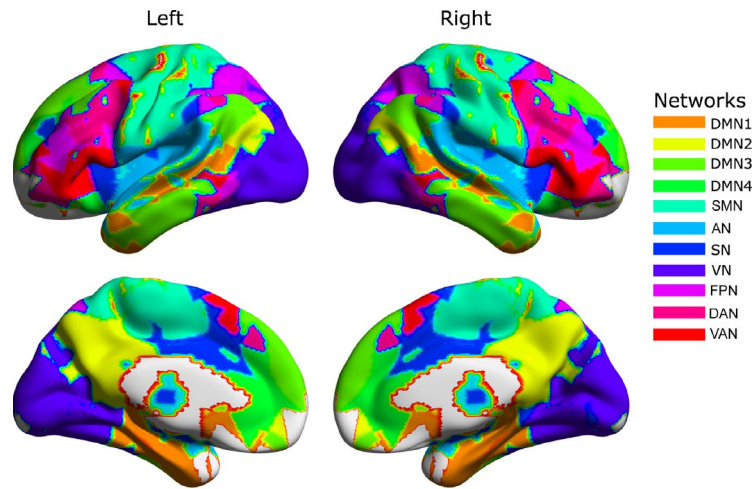 Left
Right
Networks
DMN1
DMN2
DMN3
DMN4
SMN
AN
SN
VN
FPN
DAN
VAN